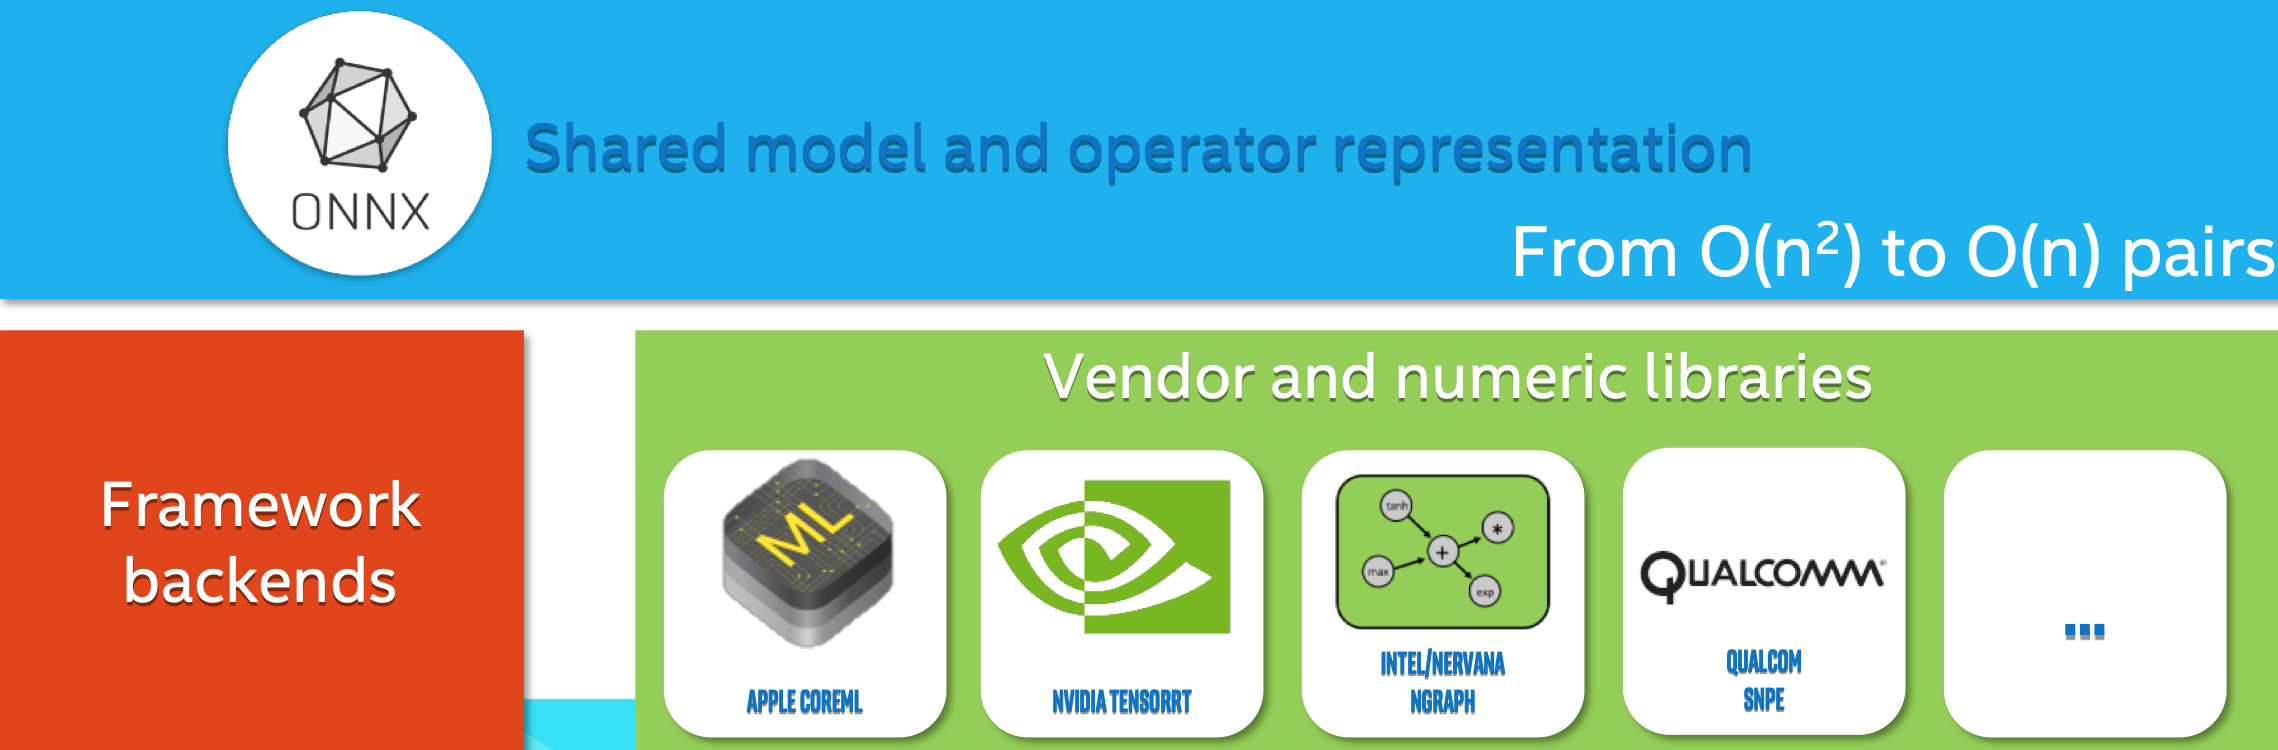 ONNX
Shared model and operator representation
From O(n²) to O(n) pairs
Framework
backends
Vendor and numeric libraries
ML
APPLE COREML
NVIDIA TENSORRT
tanh
*
+
max
exp
INTEL/NERVANA
NGRAPH
QUALCOMM®
QUALCOM
SNPE
...